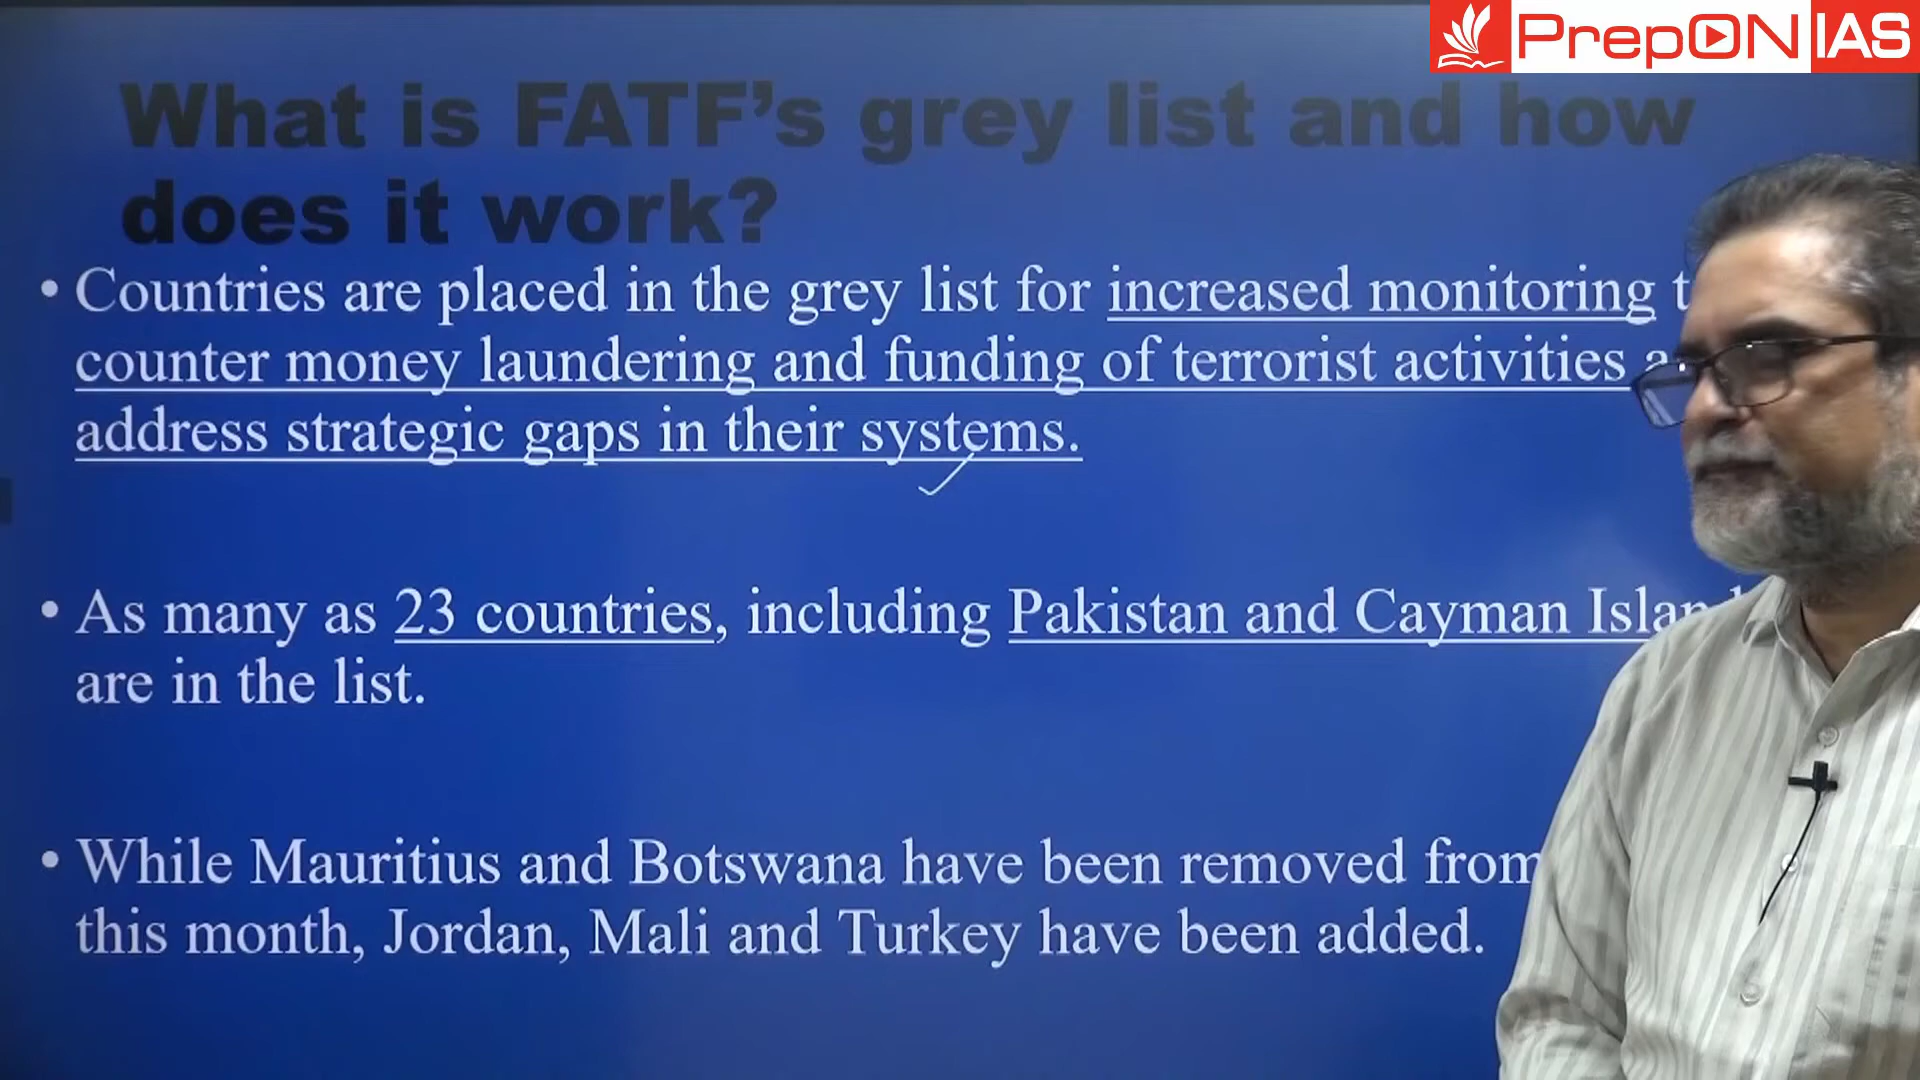 PrepON IAS
What is FATF's grey list and how
does it work?
• Countries are placed in the grey list for increased monitoring
counter money laundering and funding of terrorist activities
address strategic gaps in their systems.
• As many as 23 countries, including Pakistan and Cayman
are in the list.
• While Mauritius and Botswana have been removed from
this month, Jordan, Mali and Turkey have been added.